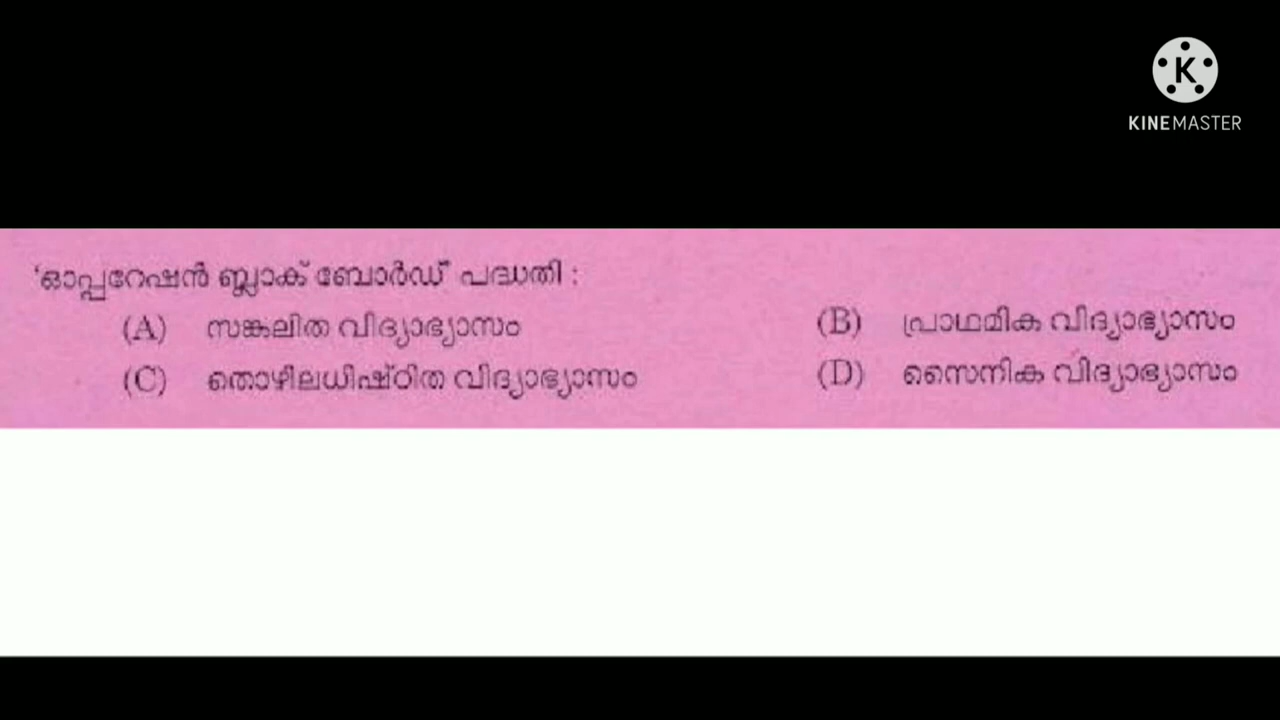 K
KINEMASTER
'ഓപ്പറേഷൻ ബ്ലാക് ബോർഡ്' പദ്ധതി :
(A) സങ്കലിത വിദ്യാഭ്യാസം (B) പ്രാഥമിക വിദ്യാഭ്യാസം
(C) തൊഴിലധിഷ്ഠിത വിദ്യാഭ്യാസം (D) സൈനിക വിദ്യാഭ്യാസം